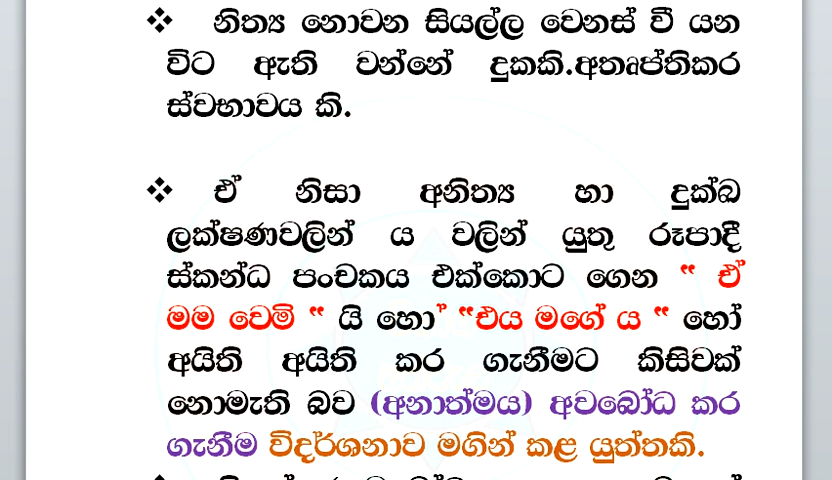 ❖ නිත්‍ය නොවන සියල්ල වෙනස් වී යන
විට ඇති වන්නේ දුකකි.අතෘප්තිකර
ස්වභාවය කි.
❖ ඒ නිසා අනිත්‍ය හා දුක්ඛ
ලක්ෂණවලින් ය වලින් යුතු රූපාදී
ස්කන්ධ පංචකය එක්කොට ගෙන “ ඒ
මම වෙමි “ යි හෝ “එය මගේ ය “ හෝ
අයිති අයිති කර ගැනීමට කිසිවක්
නොමැති බව (අනාත්මය) අවබෝධ කර
ගැනීම විදර්ශනාව මගින් කළ යුත්තකි.